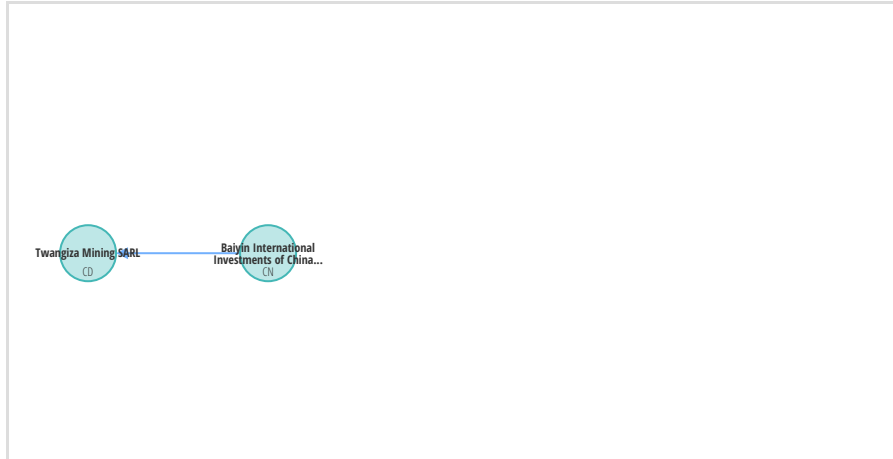 Twangiza Mining SARL
CD
Baiyin International
Investments of China...
CN